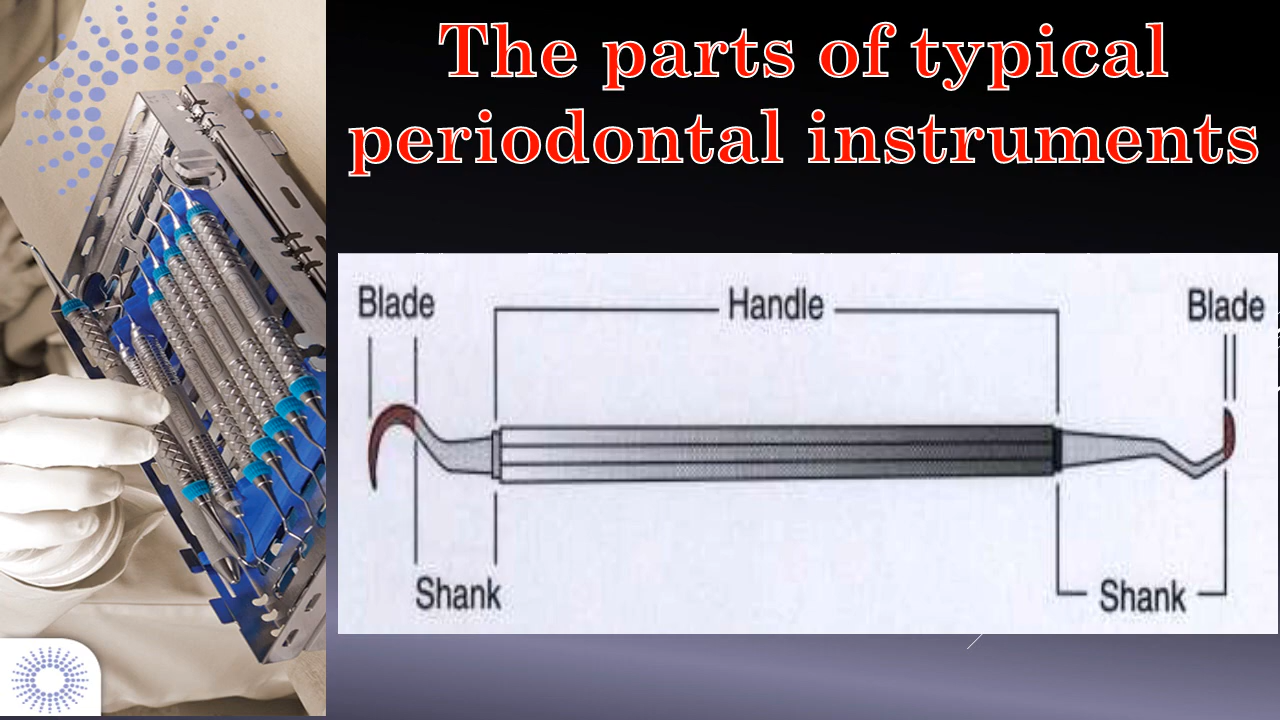 The parts of typical
periodontal instruments
Blade
Handle
Blade
Shank
Shank